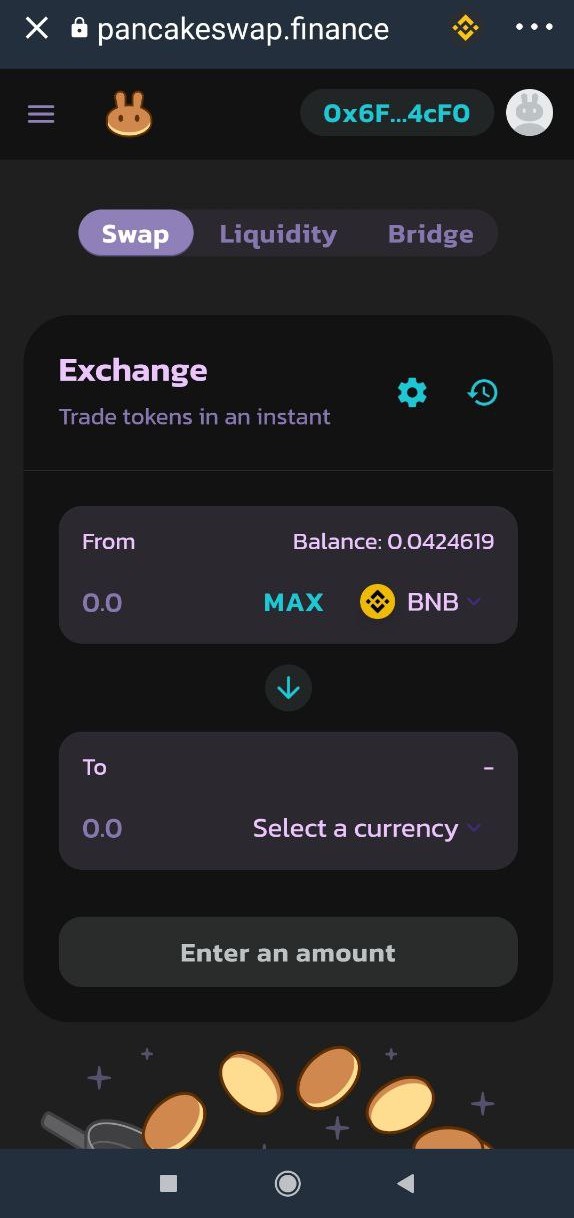 pancakeswap.finance
0x6F...4cF0
Swap Liquidity Bridge
Exchange
Trade tokens in an instant
From Balance: 0.0424619
0.0 MAX BNB
To -
0.0 Select a currency
Enter an amount